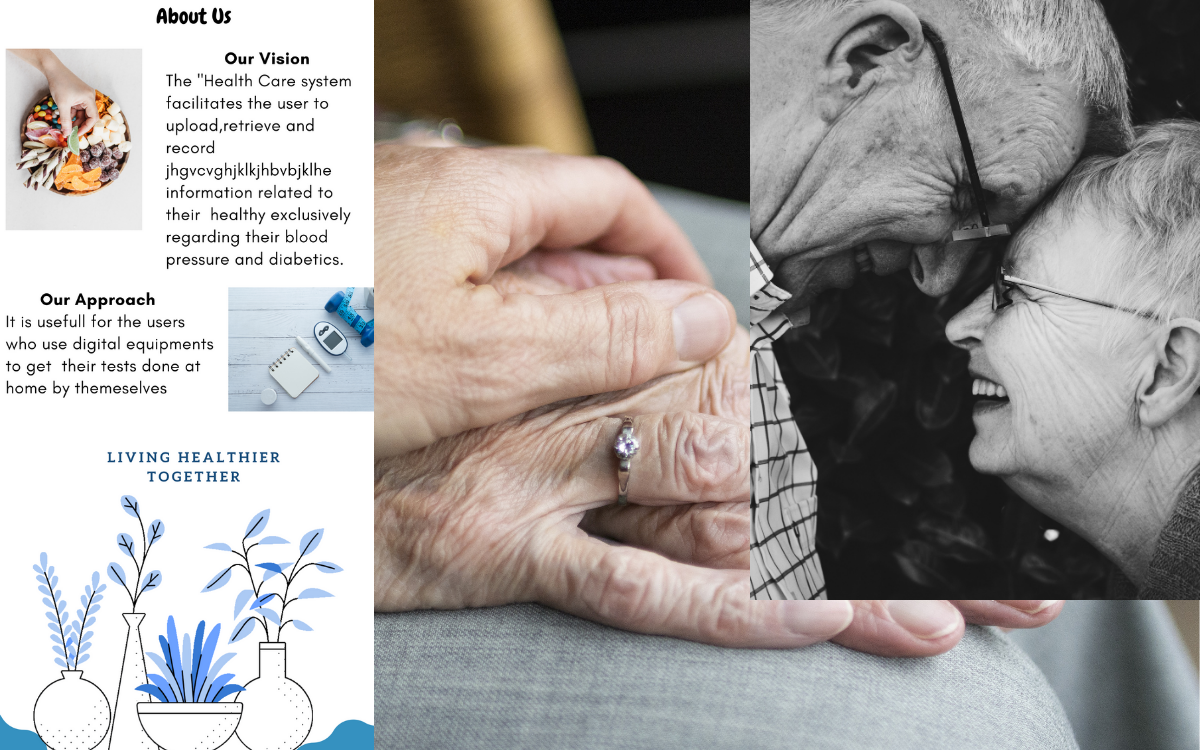 About Us
Our Vision
The "Health Care system
facilitates the user to
upload,retrieve and
record
jhgvcvghjklkjhbvbjklhe
information related to
their  healthy exclusively
regarding their blood
pressure and diabetics.
Our Approach
It is usefull for the users
who use digital equipments
to get  their tests done at
home by themeselves
LIVING HEALTHIER
TOGETHER